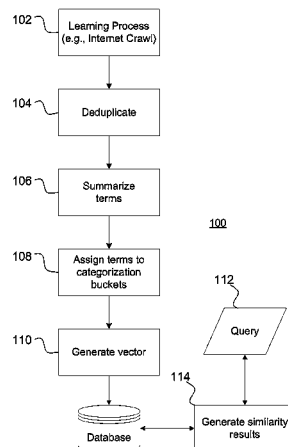 102
Learning Process
(e.g., Internet Crawl)
104
Deduplicate
106
Summarize
terms
100
108
Assign terms to
categorization
buckets
112
Query
110
Generate vector
114
Generate similarity
results
Database